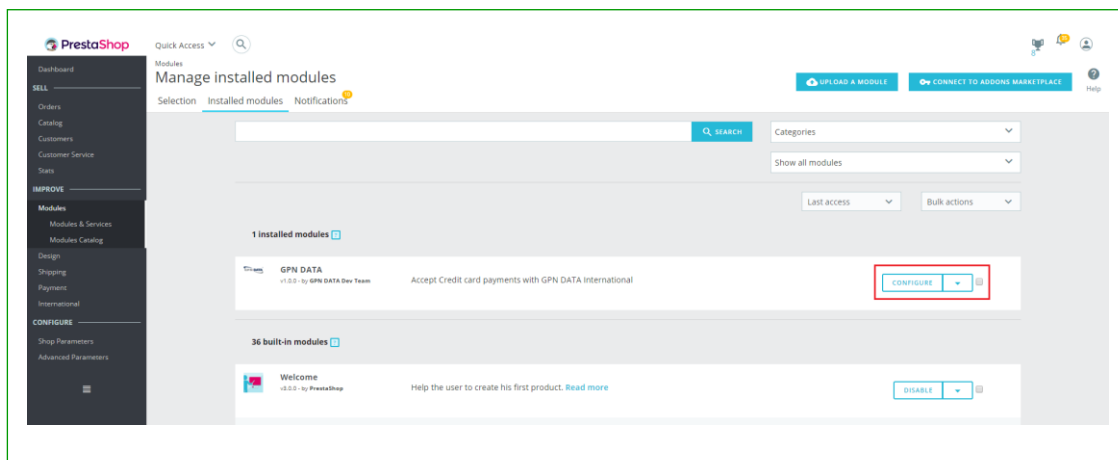 PrestaShop
Quick Access
8
Dashboard
SELL
Orders
Catalog
Customers
Customer Service
Stats
IMPROVE
Modules
Modules & Services
Modules Catalog
Design
Shipping
Payment
International
CONFIGURE
Shop Parameters
Advanced Parameters
Modules
Manage installed modules
UPLOAD A MODULE
CONNECT TO ADDONS MARKETPLACE
Help
Selection Installed modules Notifications
SEARCH
Categories
Show all modules
Last access
Bulk actions
1 installed modules
GPN DATA
v1.0.0 - by GPN DATA Dev Team
Accept Credit card payments with GPN DATA International
CONFIGURE
36 built-in modules
Welcome
by PrestaShop
Help the user to create his first product. Read more
DISABLE